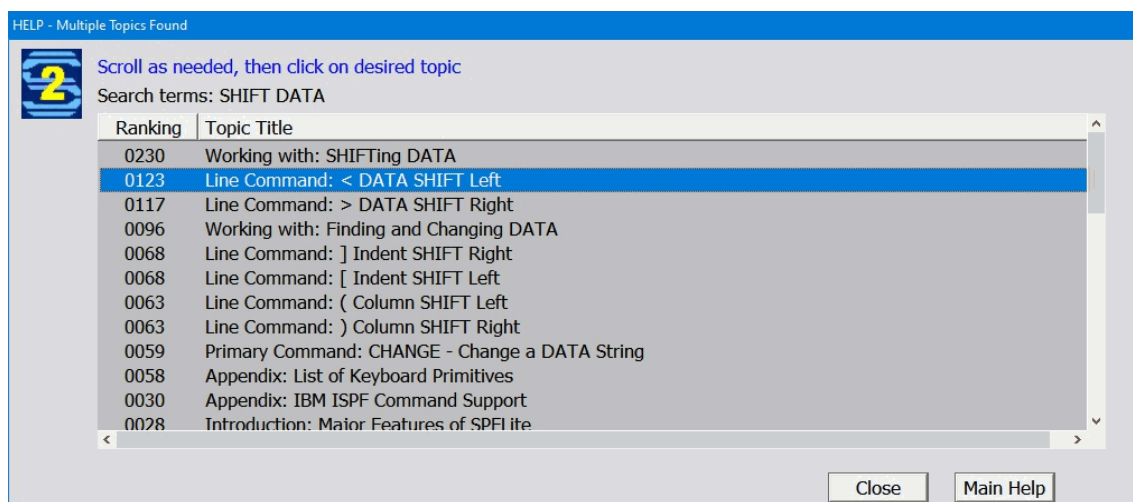 HELP - Multiple Topics Found
2
Scroll as needed, then click on desired topic
Search terms: SHIFT DATA
Ranking Topic Title
0230 Working with: SHIFTing DATA
0123 Line Command: < DATA SHIFT Left
0117 Line Command: > DATA SHIFT Right
0096 Working with: Finding and Changing DATA
0068 Line Command: ] Indent SHIFT Right
0068 Line Command: [ Indent SHIFT Left
0063 Line Command: ( Column SHIFT Left
0063 Line Command: ) Column SHIFT Right
0059 Primary Command: CHANGE - Change a DATA String
0058 Appendix: List of Keyboard Primitives
0030 Appendix: IBM ISPF Command Support
0028 Introduction: Major Features of SPFLite
Close Main Help